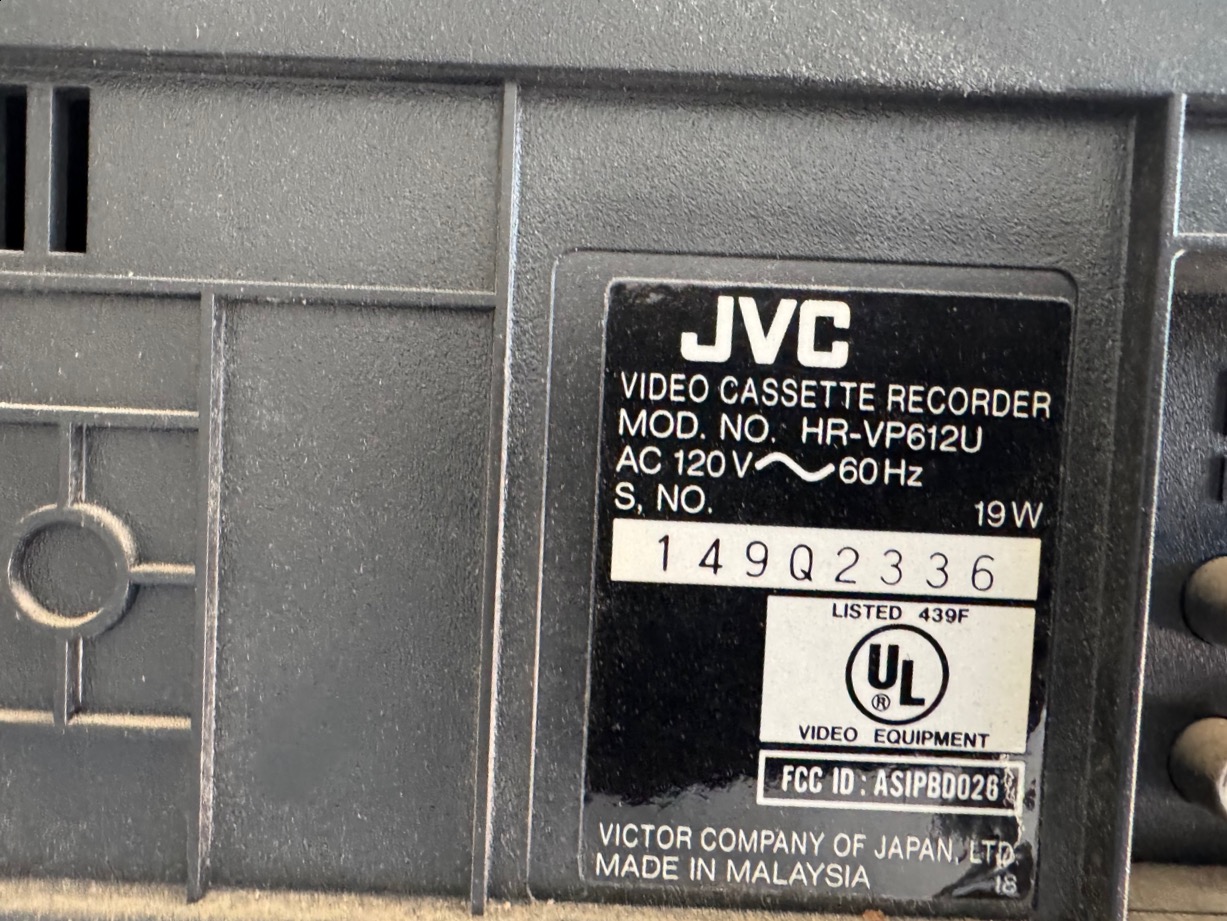 JVC
VIDEO CASSETTE RECORDER
MOD. NO. HR-VP612U
AC 120V~60Hz
S, NO. 19W
149Q2336
LISTED 439F
UL
®
VIDEO EQUIPMENT
FCC ID : ASIPBD026
VICTOR COMPANY OF JAPAN, LTD.
MADE IN MALAYSIA 18